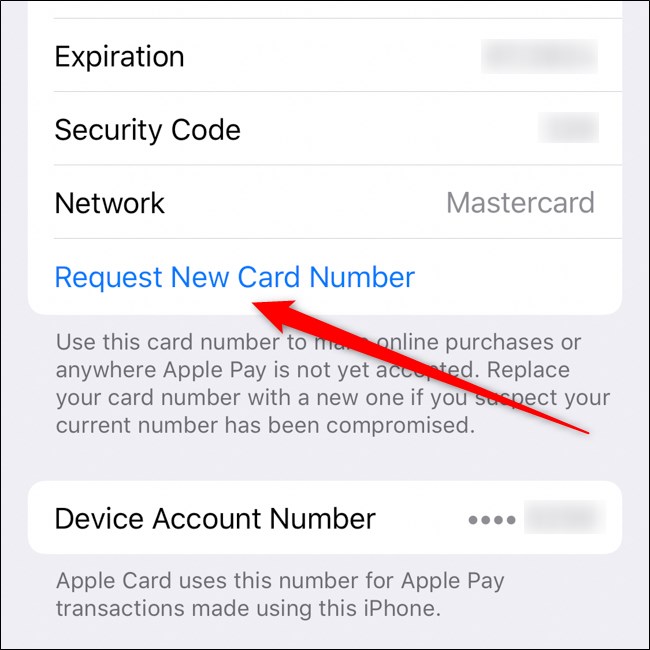 Expiration
Security Code
Network Mastercard
Request New Card Number
Use this card number to make online purchases or
anywhere Apple Pay is not yet accepted. Replace
your card number with a new one if you suspect your
current number has been compromised.
Device Account Number ••••
Apple Card uses this number for Apple Pay
transactions made using this iPhone.